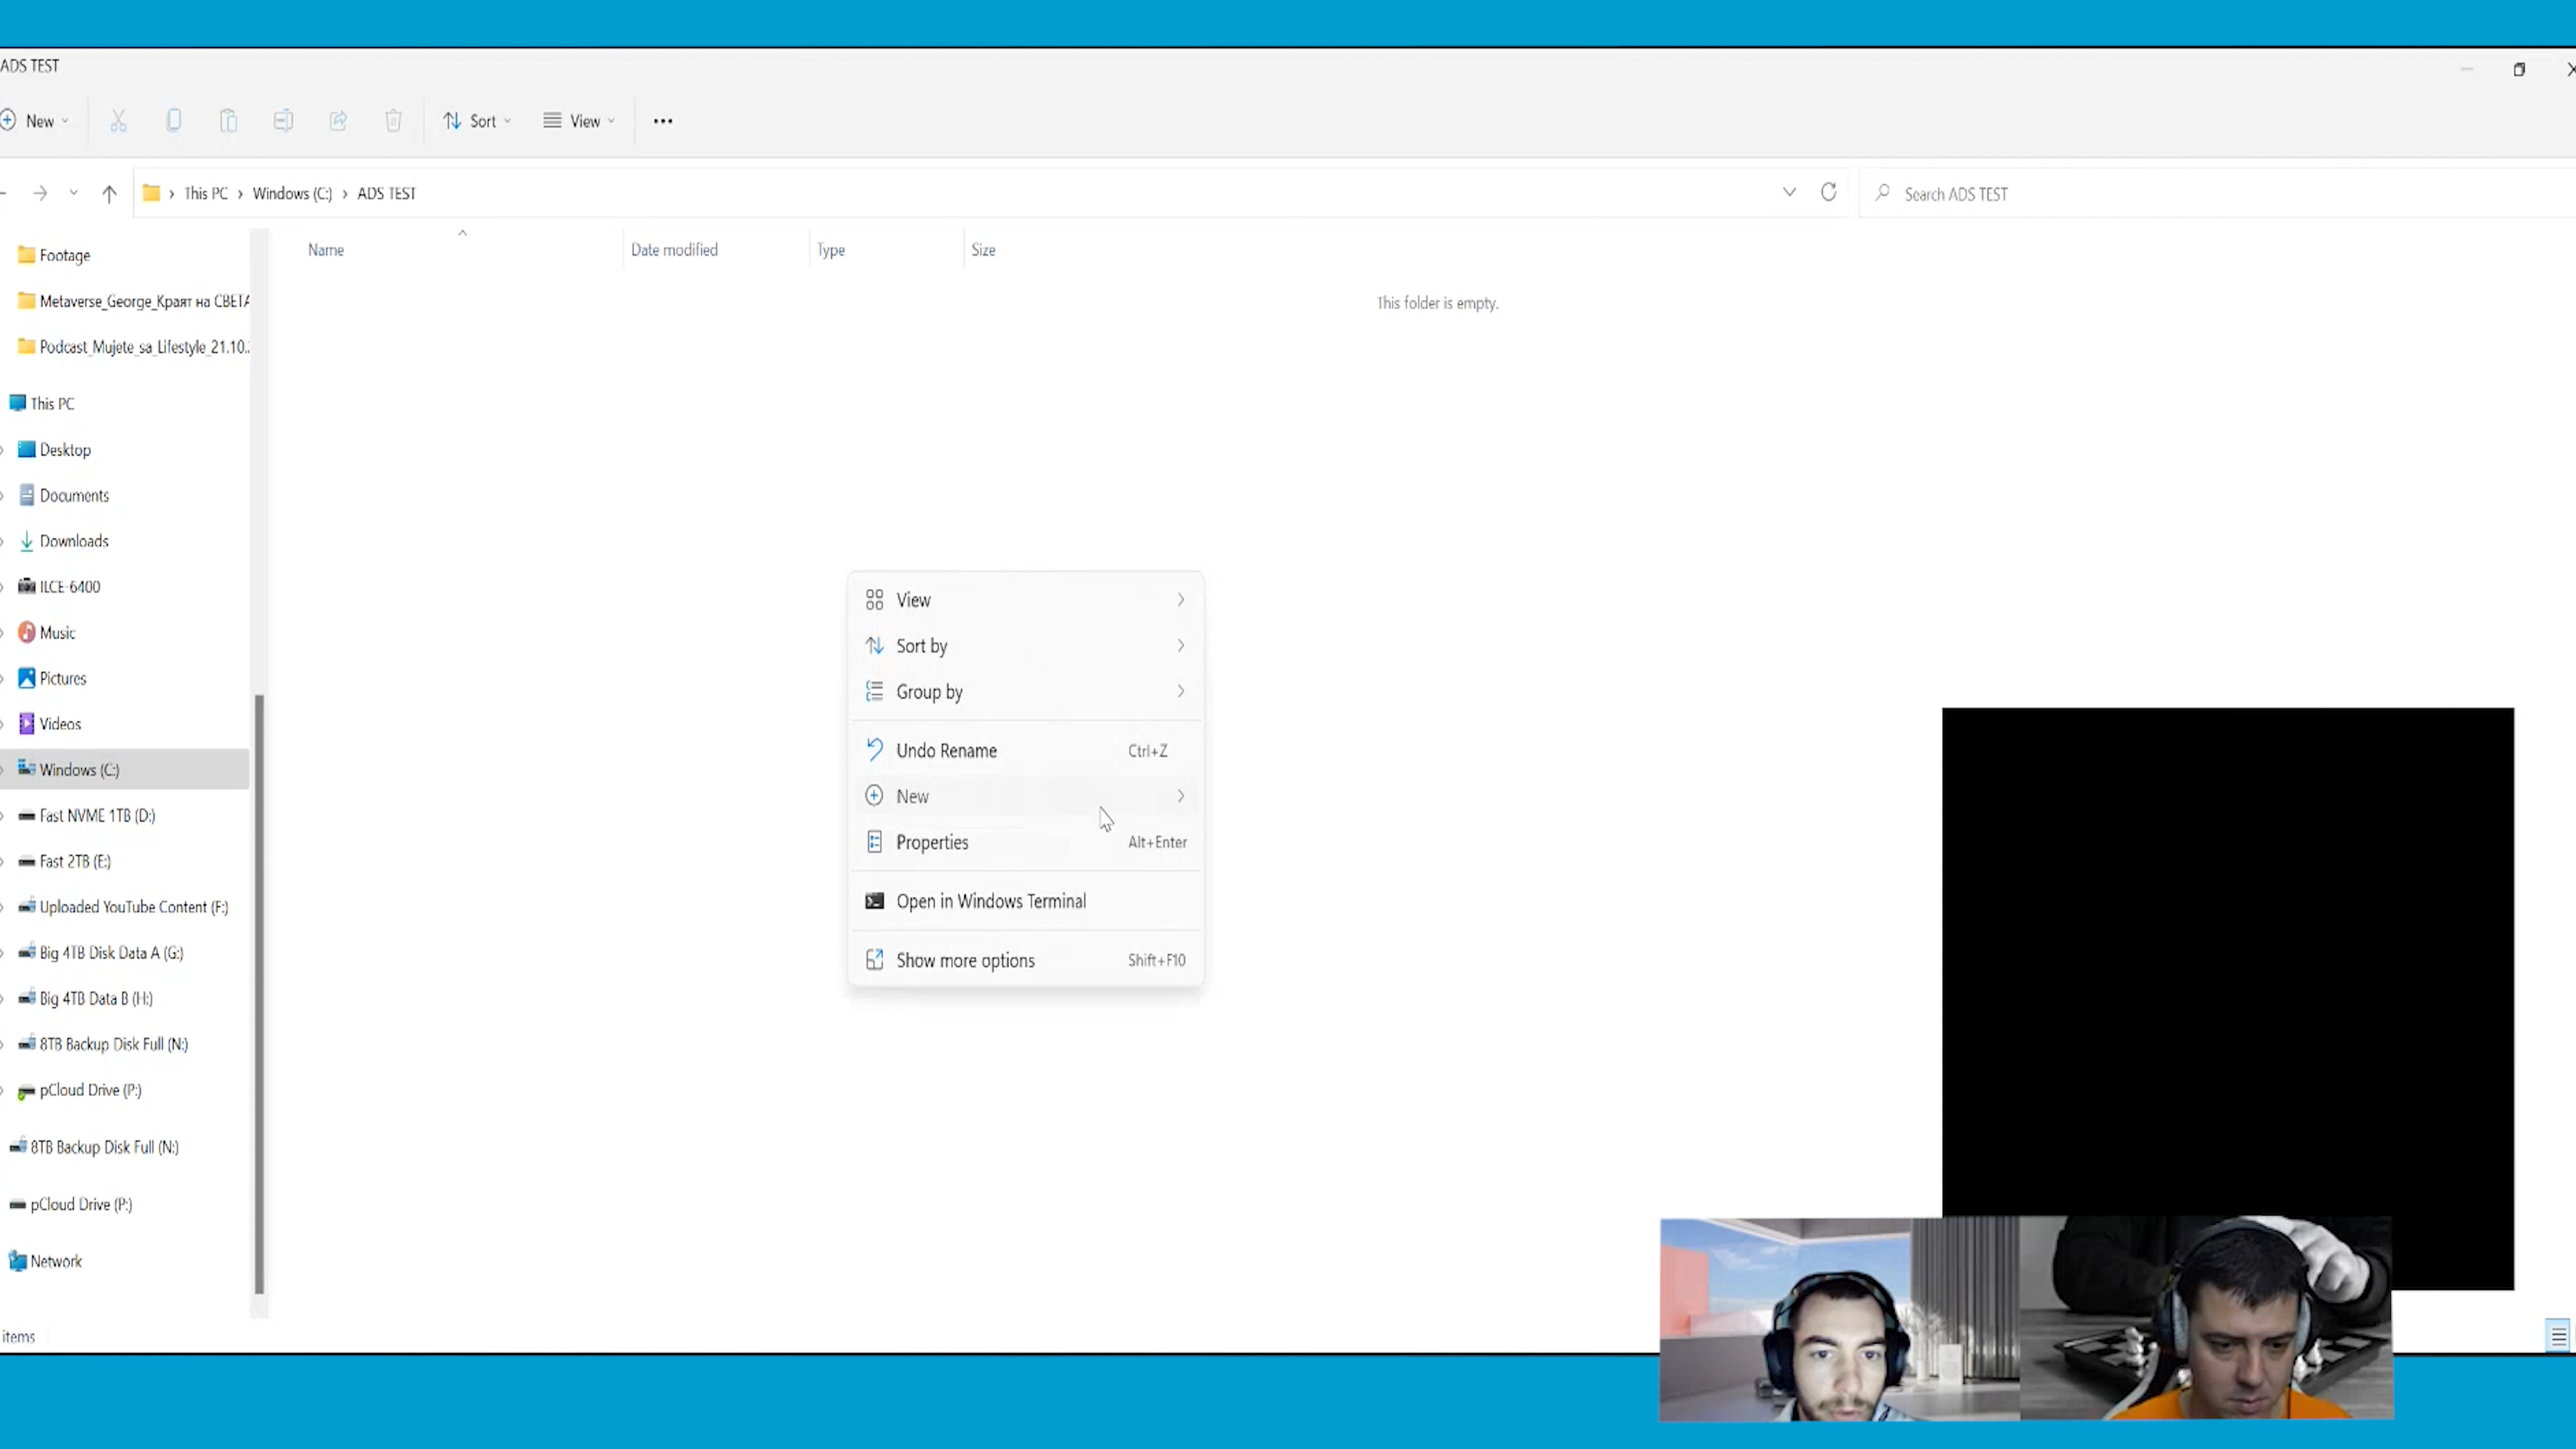 ADS TEST
New
Sort
View
This PC
Windows (C:)
ADS TEST
Search ADS TEST
Footage
Metaverse_George_Краят на СВЕТА
Podcast_Mujete_sa_Lifestyle_21.10.
This PC
Desktop
Documents
Downloads
ILCE-6400
Music
Pictures
Videos
Windows (C:)
Fast NVME 1TB (D:)
Fast 2TB (E:)
Uploaded YouTube Content (F:)
Big 4TB Disk Data A (G:)
Big 4TB Data B (H:)
8TB Backup Disk Full (N:)
pCloud Drive (P:)
8TB Backup Disk Full (N:)
pCloud Drive (P:)
Network
items
Name
Date modified
Type
Size
This folder is empty.
View
Sort by
Group by
Undo Rename Ctrl+Z
New
Properties Alt+Enter
Open in Windows Terminal
Show more options Shift+F10